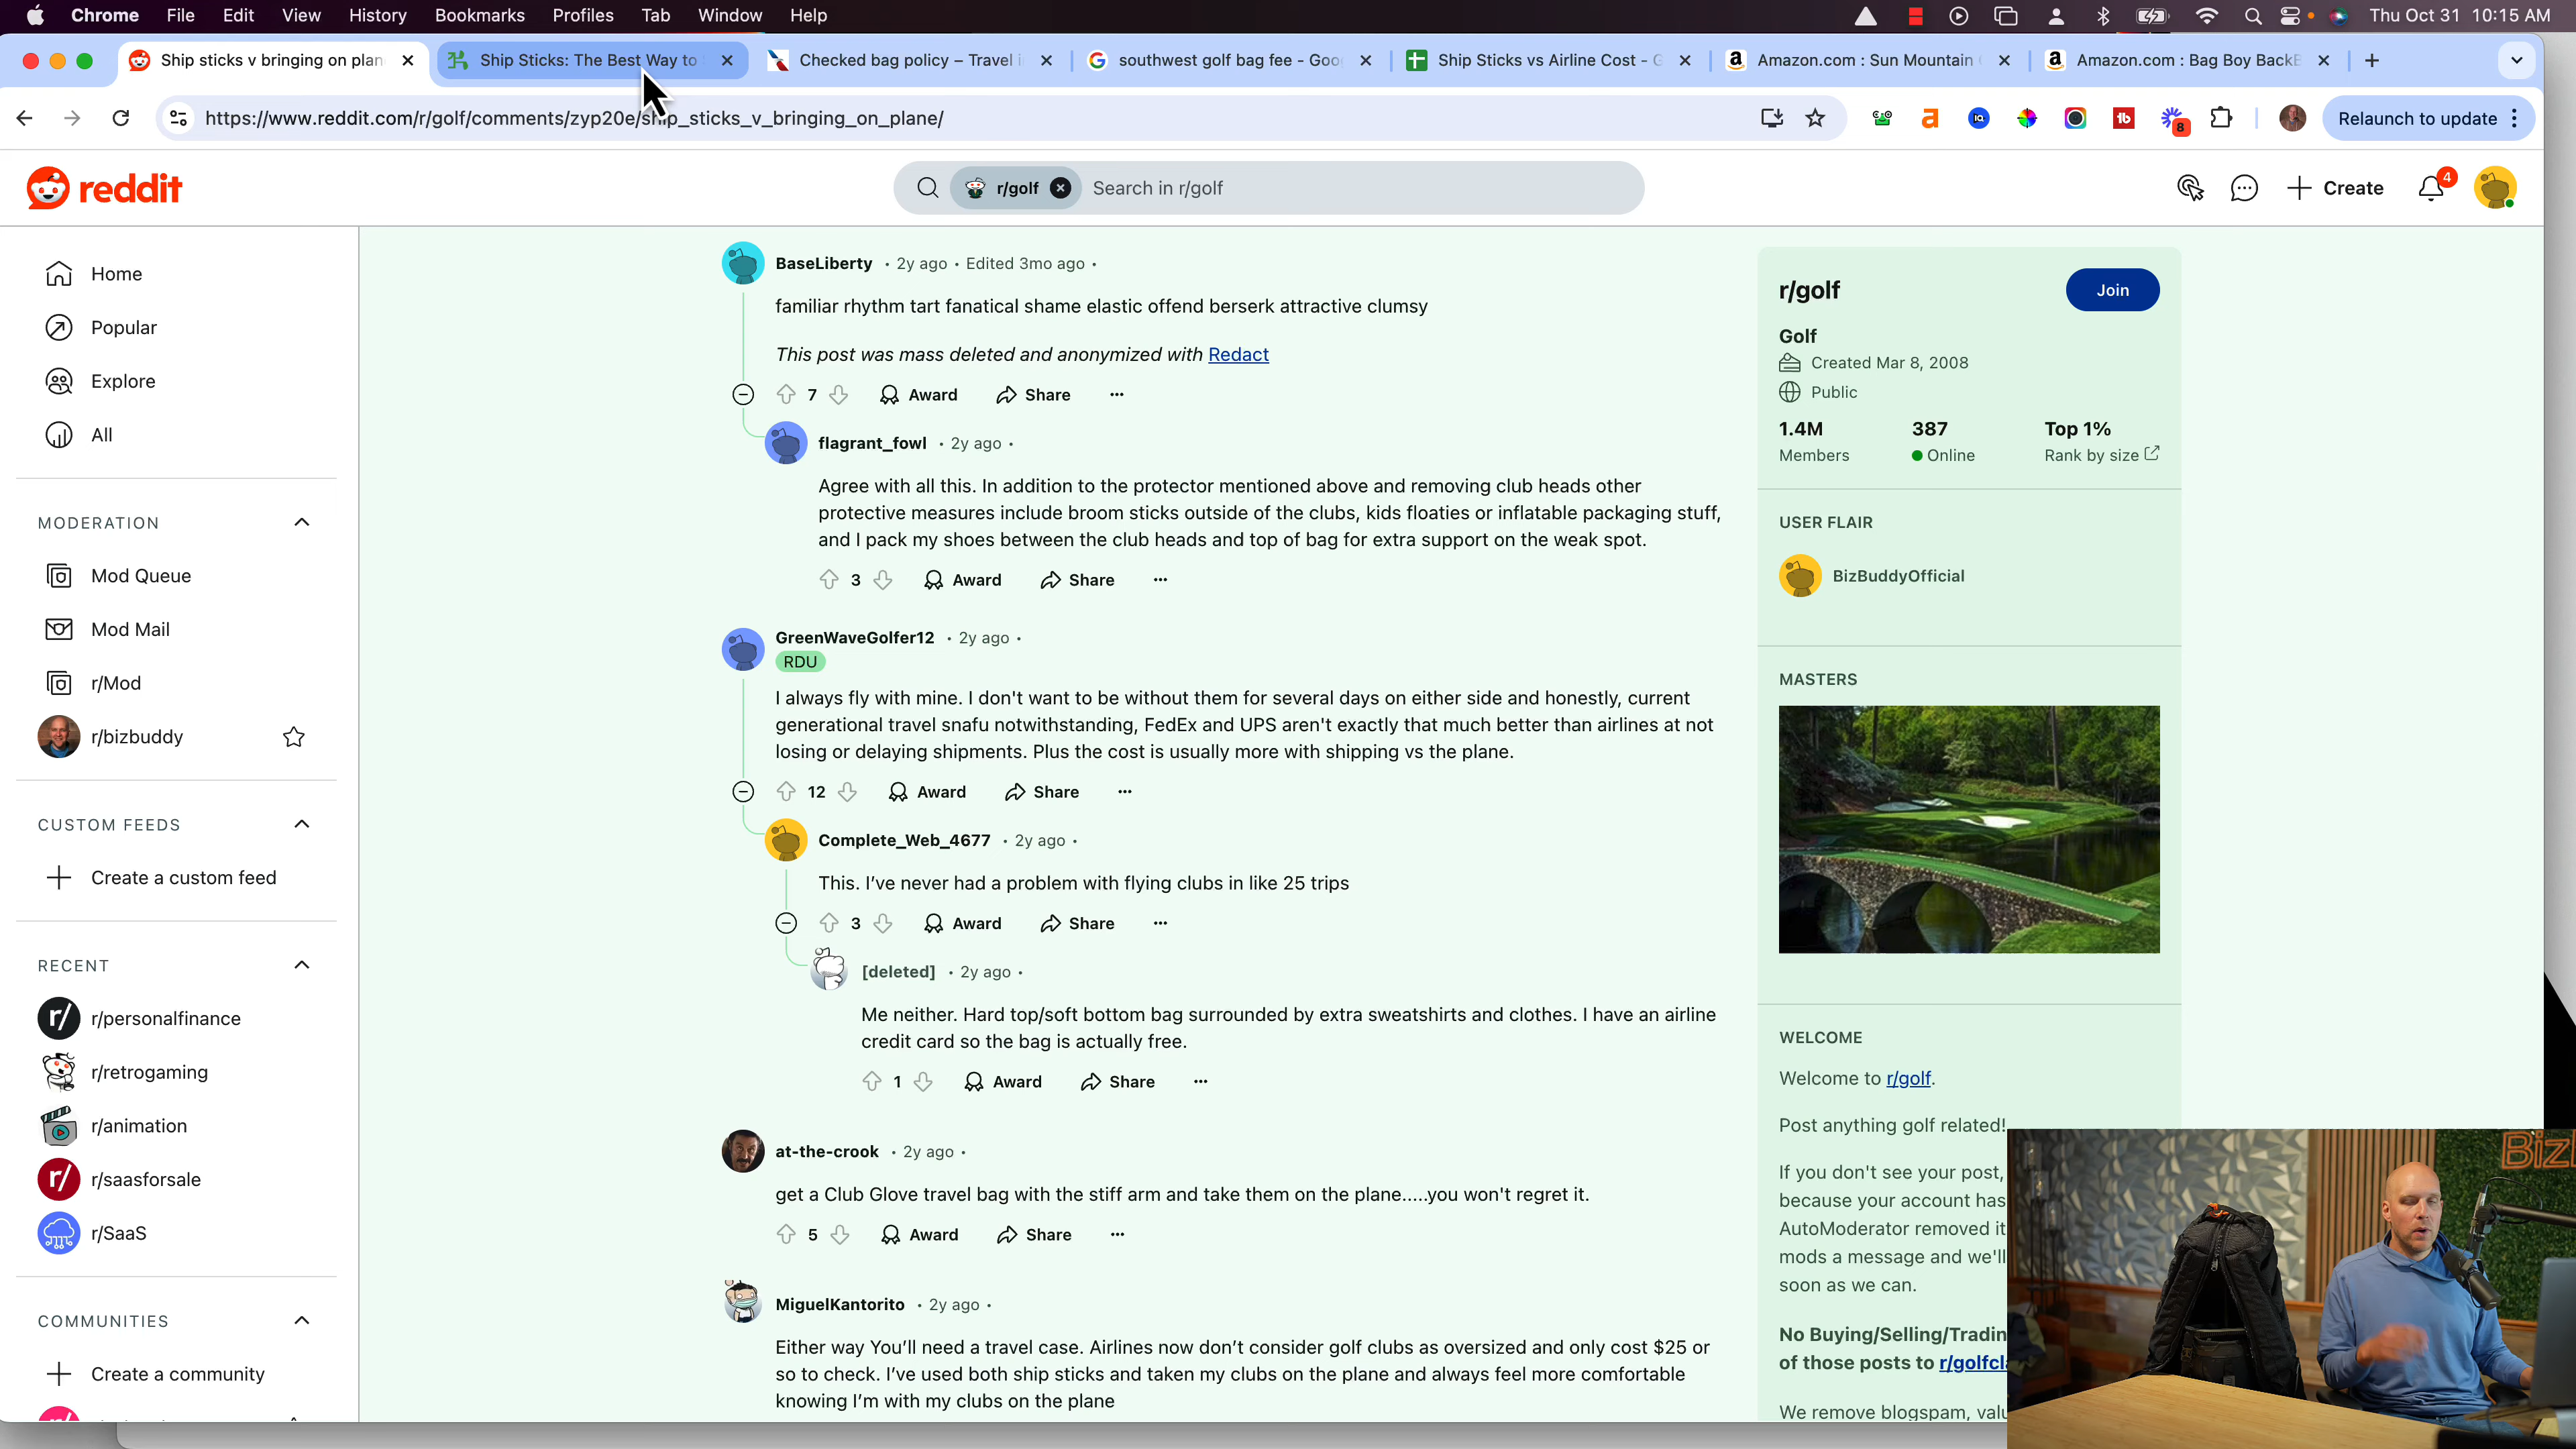 Chrome File Edit View History Bookmarks Profiles Tab Window Help Thu Oct 31 10:15 AM
Ship sticks v bringing on plan Ship Sticks: The Best Way to Checked bag policy – Travel i southwest golf bag fee - Goo Ship Sticks vs Airline Cost - G Amazon.com : Sun Mountain Amazon.com : Bag Boy BackB
https://www.reddit.com/r/golf/comments/zyp20e/ship_sticks_v_bringing_on_plane/ 8 Relaunch to update
reddit r/golf Search in r/golf Create 4
Home
Popular
Explore
All
MODERATION
Mod Queue
Mod Mail
r/Mod
r/bizbuddy
CUSTOM FEEDS
Create a custom feed
RECENT
r/personalfinance
r/retrogaming
r/animation
r/saasforsale
r/SaaS
COMMUNITIES
Create a community
BaseLiberty • 2y ago • Edited 3mo ago •
familiar rhythm tart fanatical shame elastic offend berserk attractive clumsy
This post was mass deleted and anonymized with Redact
7 Award Share ...
flagrant_fowl • 2y ago •
Agree with all this. In addition to the protector mentioned above and removing club heads other
protective measures include broom sticks outside of the clubs, kids floaties or inflatable packaging stuff,
and I pack my shoes between the club heads and top of bag for extra support on the weak spot.
3 Award Share ...
GreenWaveGolfer12 • 2y ago •
RDU
I always fly with mine. I don't want to be without them for several days on either side and honestly, current
generational travel snafu notwithstanding, FedEx and UPS aren't exactly that much better than airlines at not
losing or delaying shipments. Plus the cost is usually more with shipping vs the plane.
12 Award Share ...
Complete_Web_4677 • 2y ago •
This. I've never had a problem with flying clubs in like 25 trips
3 Award Share ...
[deleted] • 2y ago •
Me neither. Hard top/soft bottom bag surrounded by extra sweatshirts and clothes. I have an airline
credit card so the bag is actually free.
1 Award Share ...
at-the-crook • 2y ago •
get a Club Glove travel bag with the stiff arm and take them on the plane.....you won't regret it.
5 Award Share ...
MiguelKantorito • 2y ago •
Either way You'll need a travel case. Airlines now don't consider golf clubs as oversized and only cost $25 or
so to check. I've used both ship sticks and taken my clubs on the plane and always feel more comfortable
knowing I'm with my clubs on the plane
r/golf Join
Golf
Created Mar 8, 2008
Public
1.4M 387 Top 1%
Members Online Rank by size
USER FLAIR
BizBuddyOfficial
MASTERS
WELCOME
Welcome to r/golf.
Post anything golf related!
If you don't see your post,
because your account has
AutoModerator removed it
mods a message and we'll
soon as we can.
No Buying/Selling/Tradin
of those posts to r/golfcl
We remove blogspam, valu
Biz